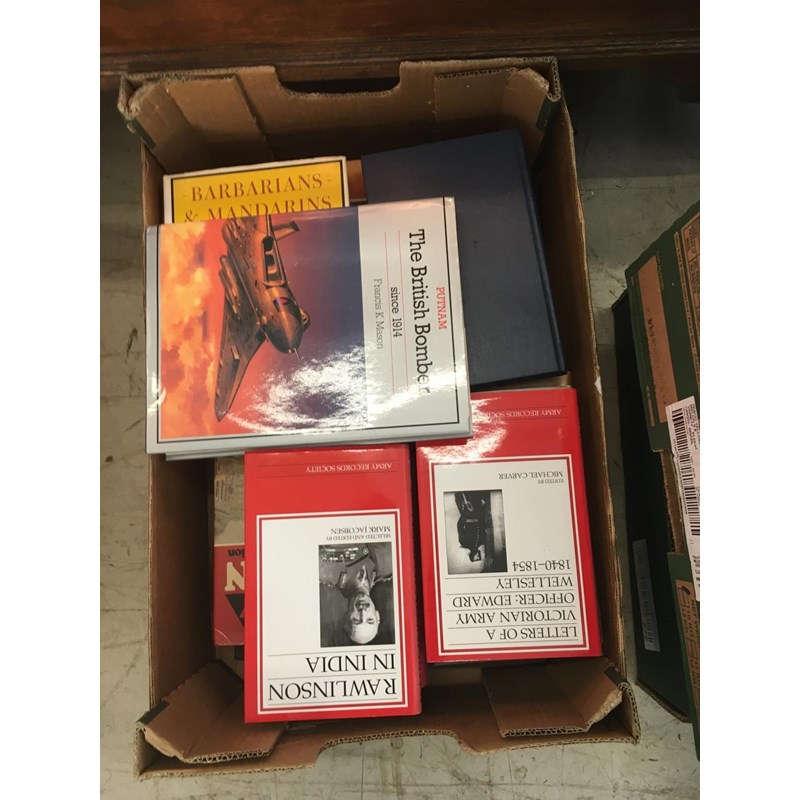 BARBARIANS
& MANDARINS
PUTNAM
The British Bomber
since 1914
Francis K Mason
ARMY RECORDS SOCIETY
RAWLINSON
IN INDIA
SELECTED AND EDITED BY
MARK JACOBSEN
ARMY RECORDS SOCIETY
LETTERS OF A
VICTORIAN ARMY
OFFICER: EDWARD
WELLESLEY
1840–1854
EDITED BY
MICHAEL CARVER